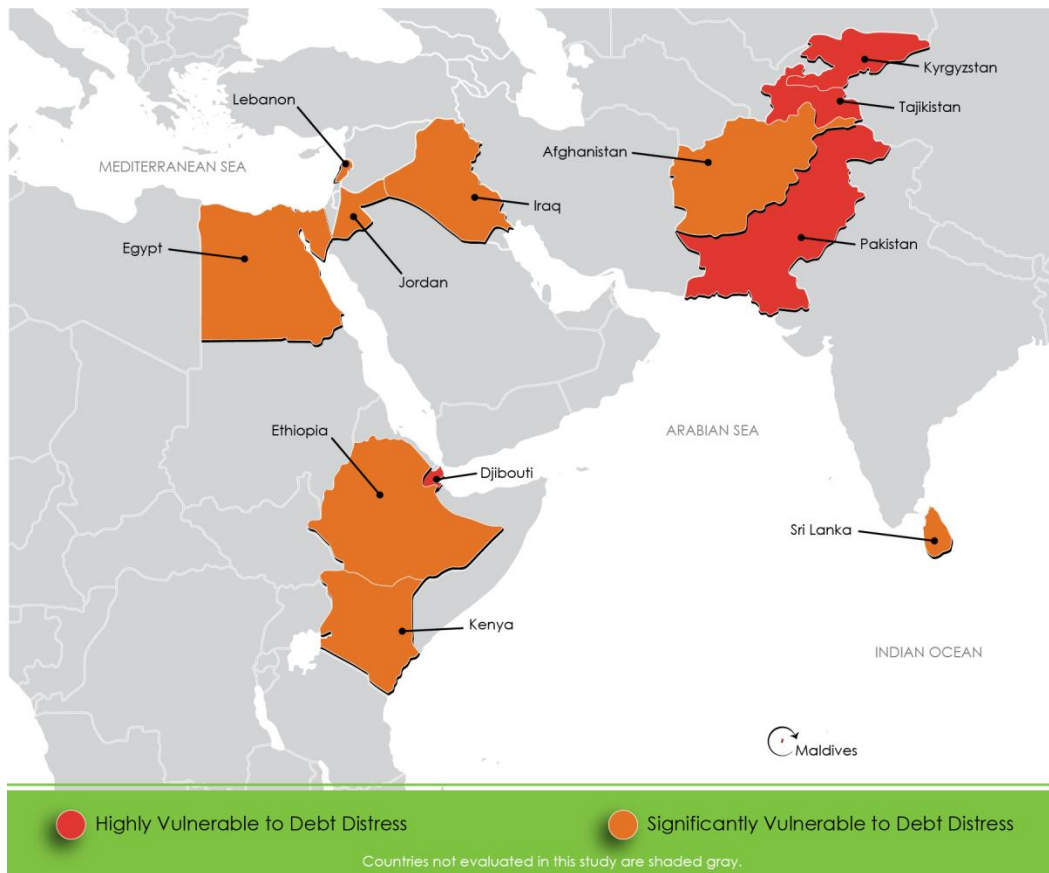 Kyrgyzstan
Lebanon
Tajikistan
Afghanistan
MEDITERRANEAN SEA
Iraq
Pakistan
Egypt
Jordan
Ethiopia
ARABIAN SEA
Djibouti
Sri Lanka
Kenya
INDIAN OCEAN
Maldives
Highly Vulnerable to Debt Distress
Significantly Vulnerable to Debt Distress
Countries not evaluated in this study are shaded gray.